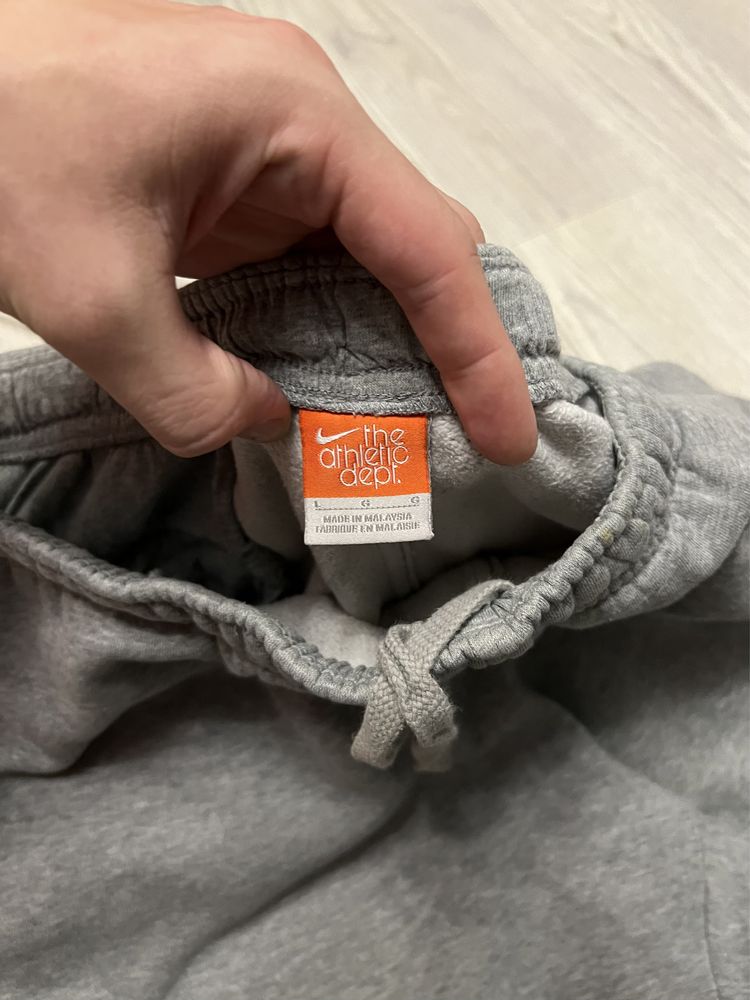 the
athletic
dept.
L G G
MADE IN MALAYSIA
FABRIQUE EN MALAISIE